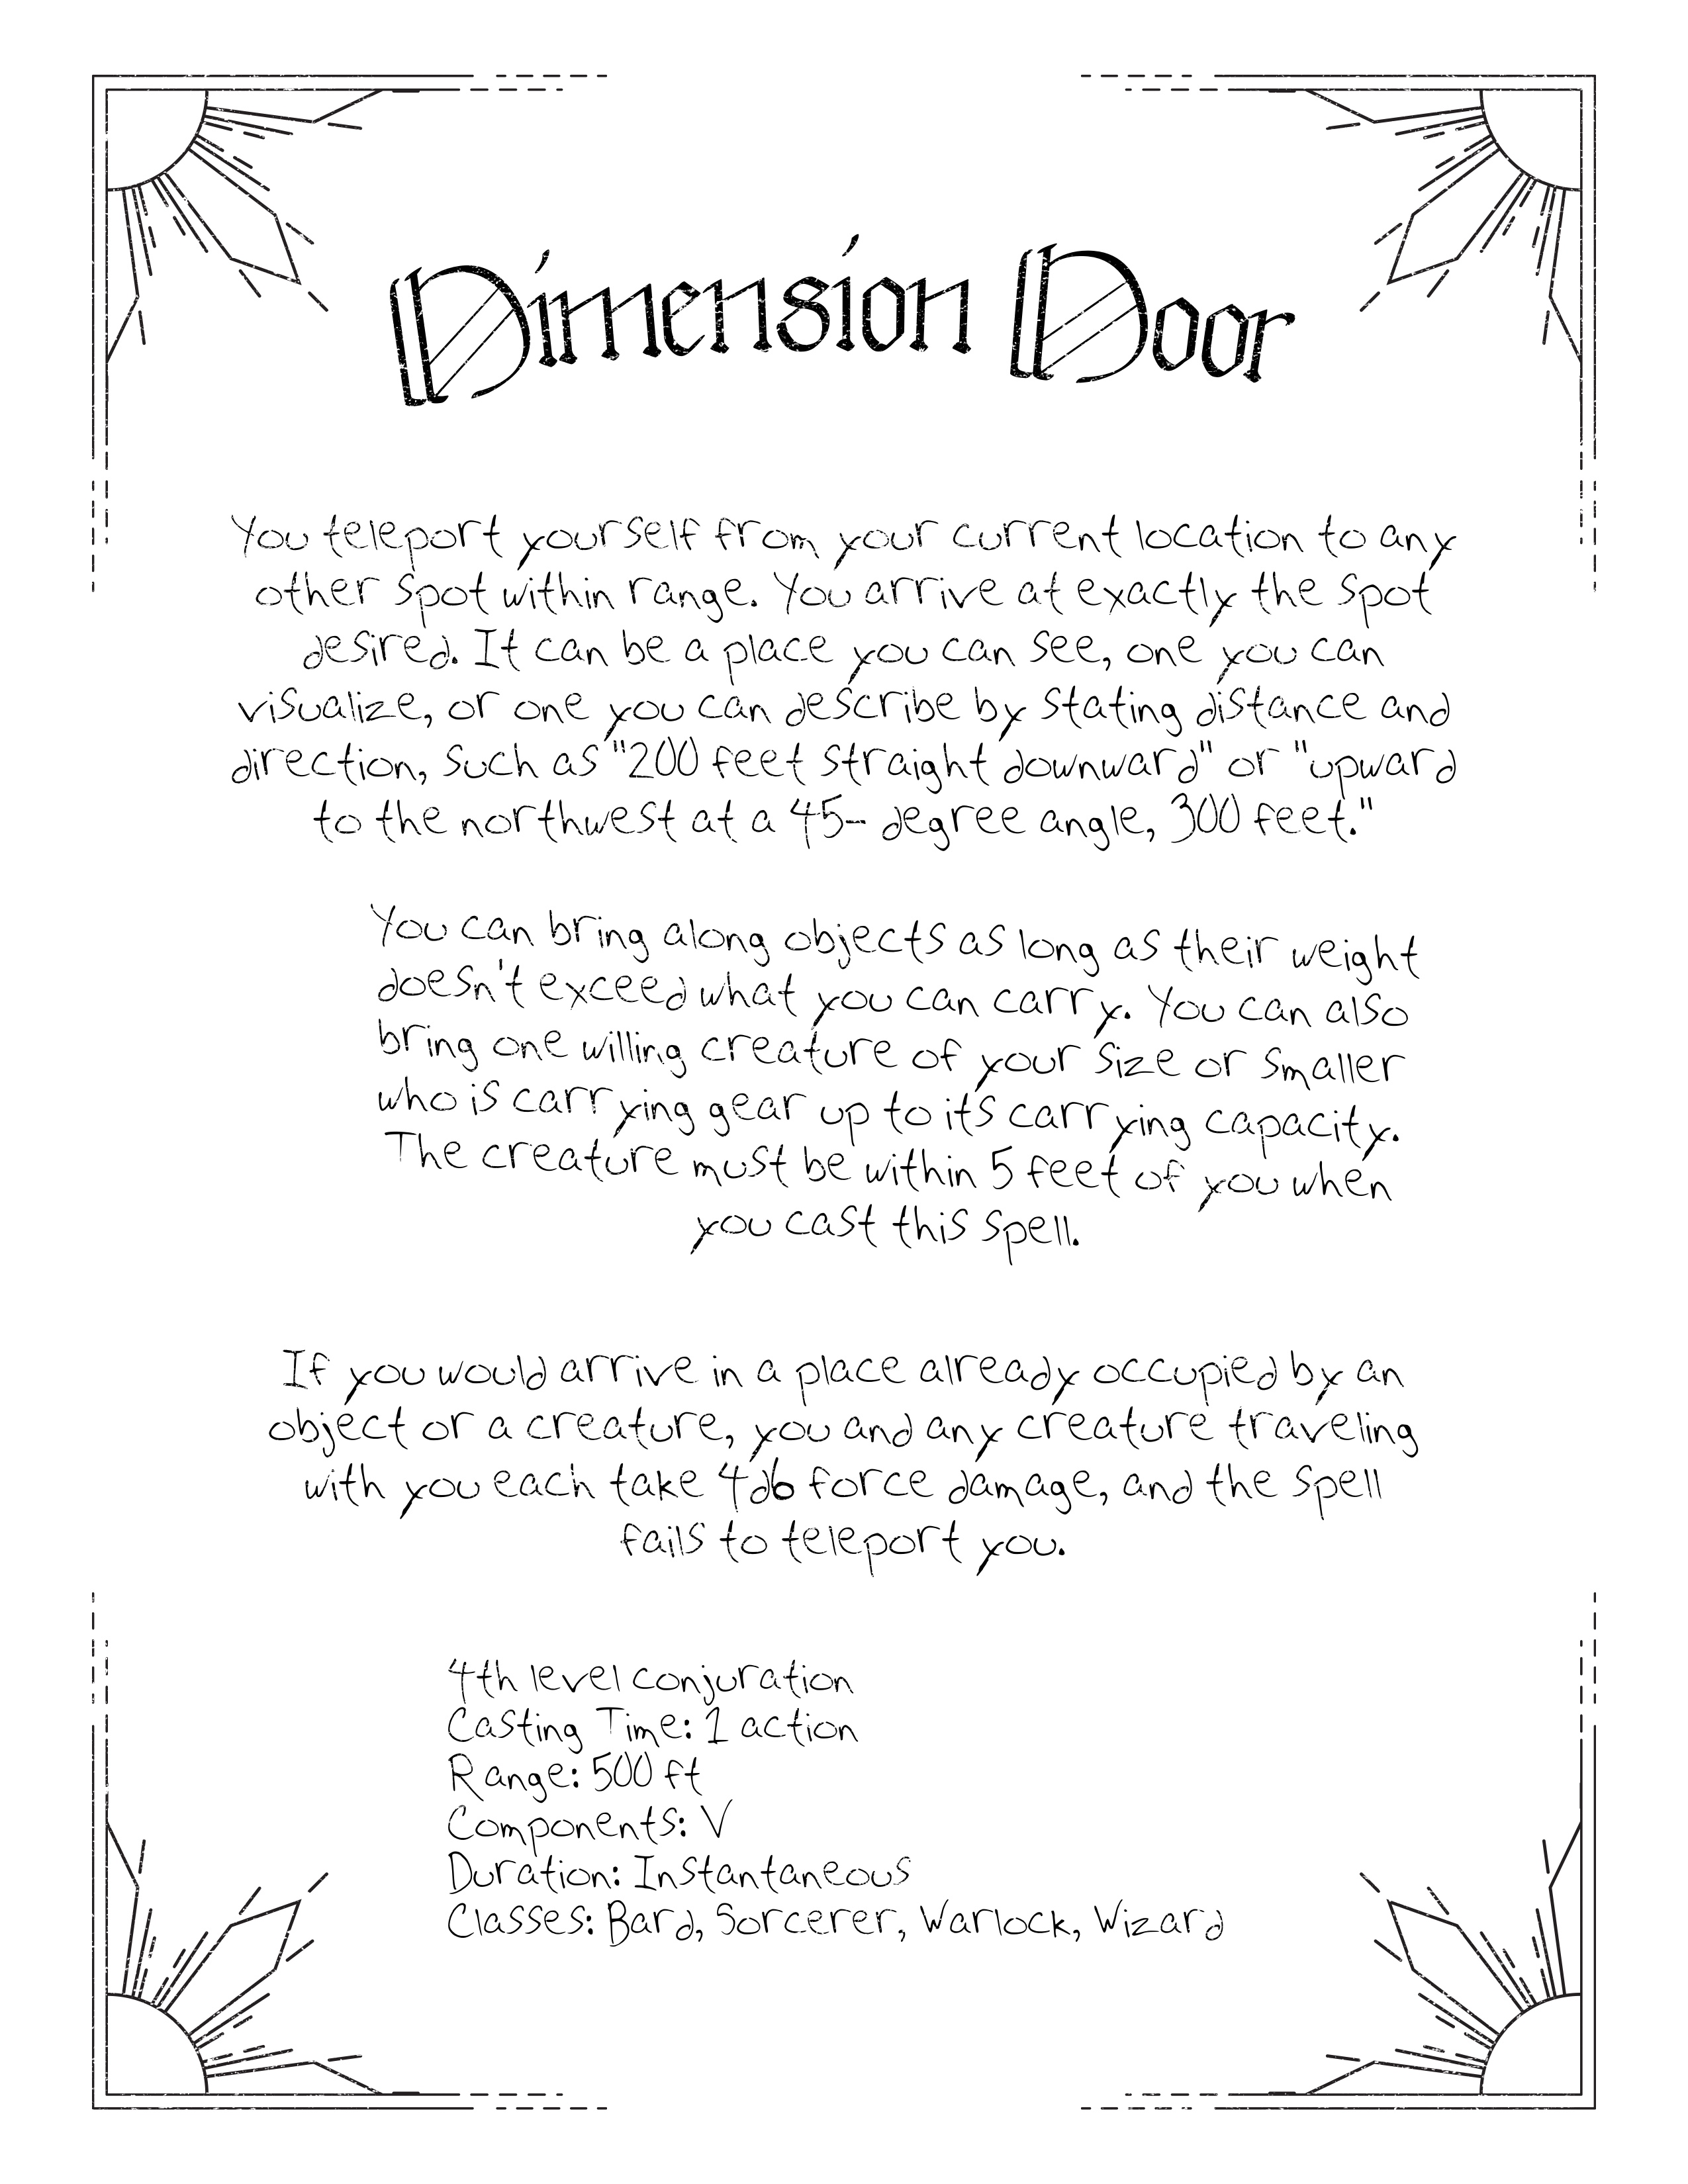 Dimension Door
You teleport yourself from your current location to any
other spot within range. You arrive at exactly the spot
desired. It can be a place you can see, one you can
visualize, or one you can describe by stating distance and
direction, such as "200 feet straight downward" or "upward
to the northwest at a 45- degree angle, 300 feet."
You can bring along objects as long as their weight
doesn't exceed what you can carry. You can also
bring one willing creature of your size or smaller
who is carrying gear up to its carrying capacity.
The creature must be within 5 feet of you when
you cast this spell.
If you would arrive in a place already occupied by an
object or a creature, you and any creature traveling
with you each take 4d6 force damage, and the spell
fails to teleport you.
4th level conjuration
Casting Time: 1 action
Range: 500 ft
Components: V
Duration: Instantaneous
Classes: Bard, Sorcerer, Warlock, Wizard